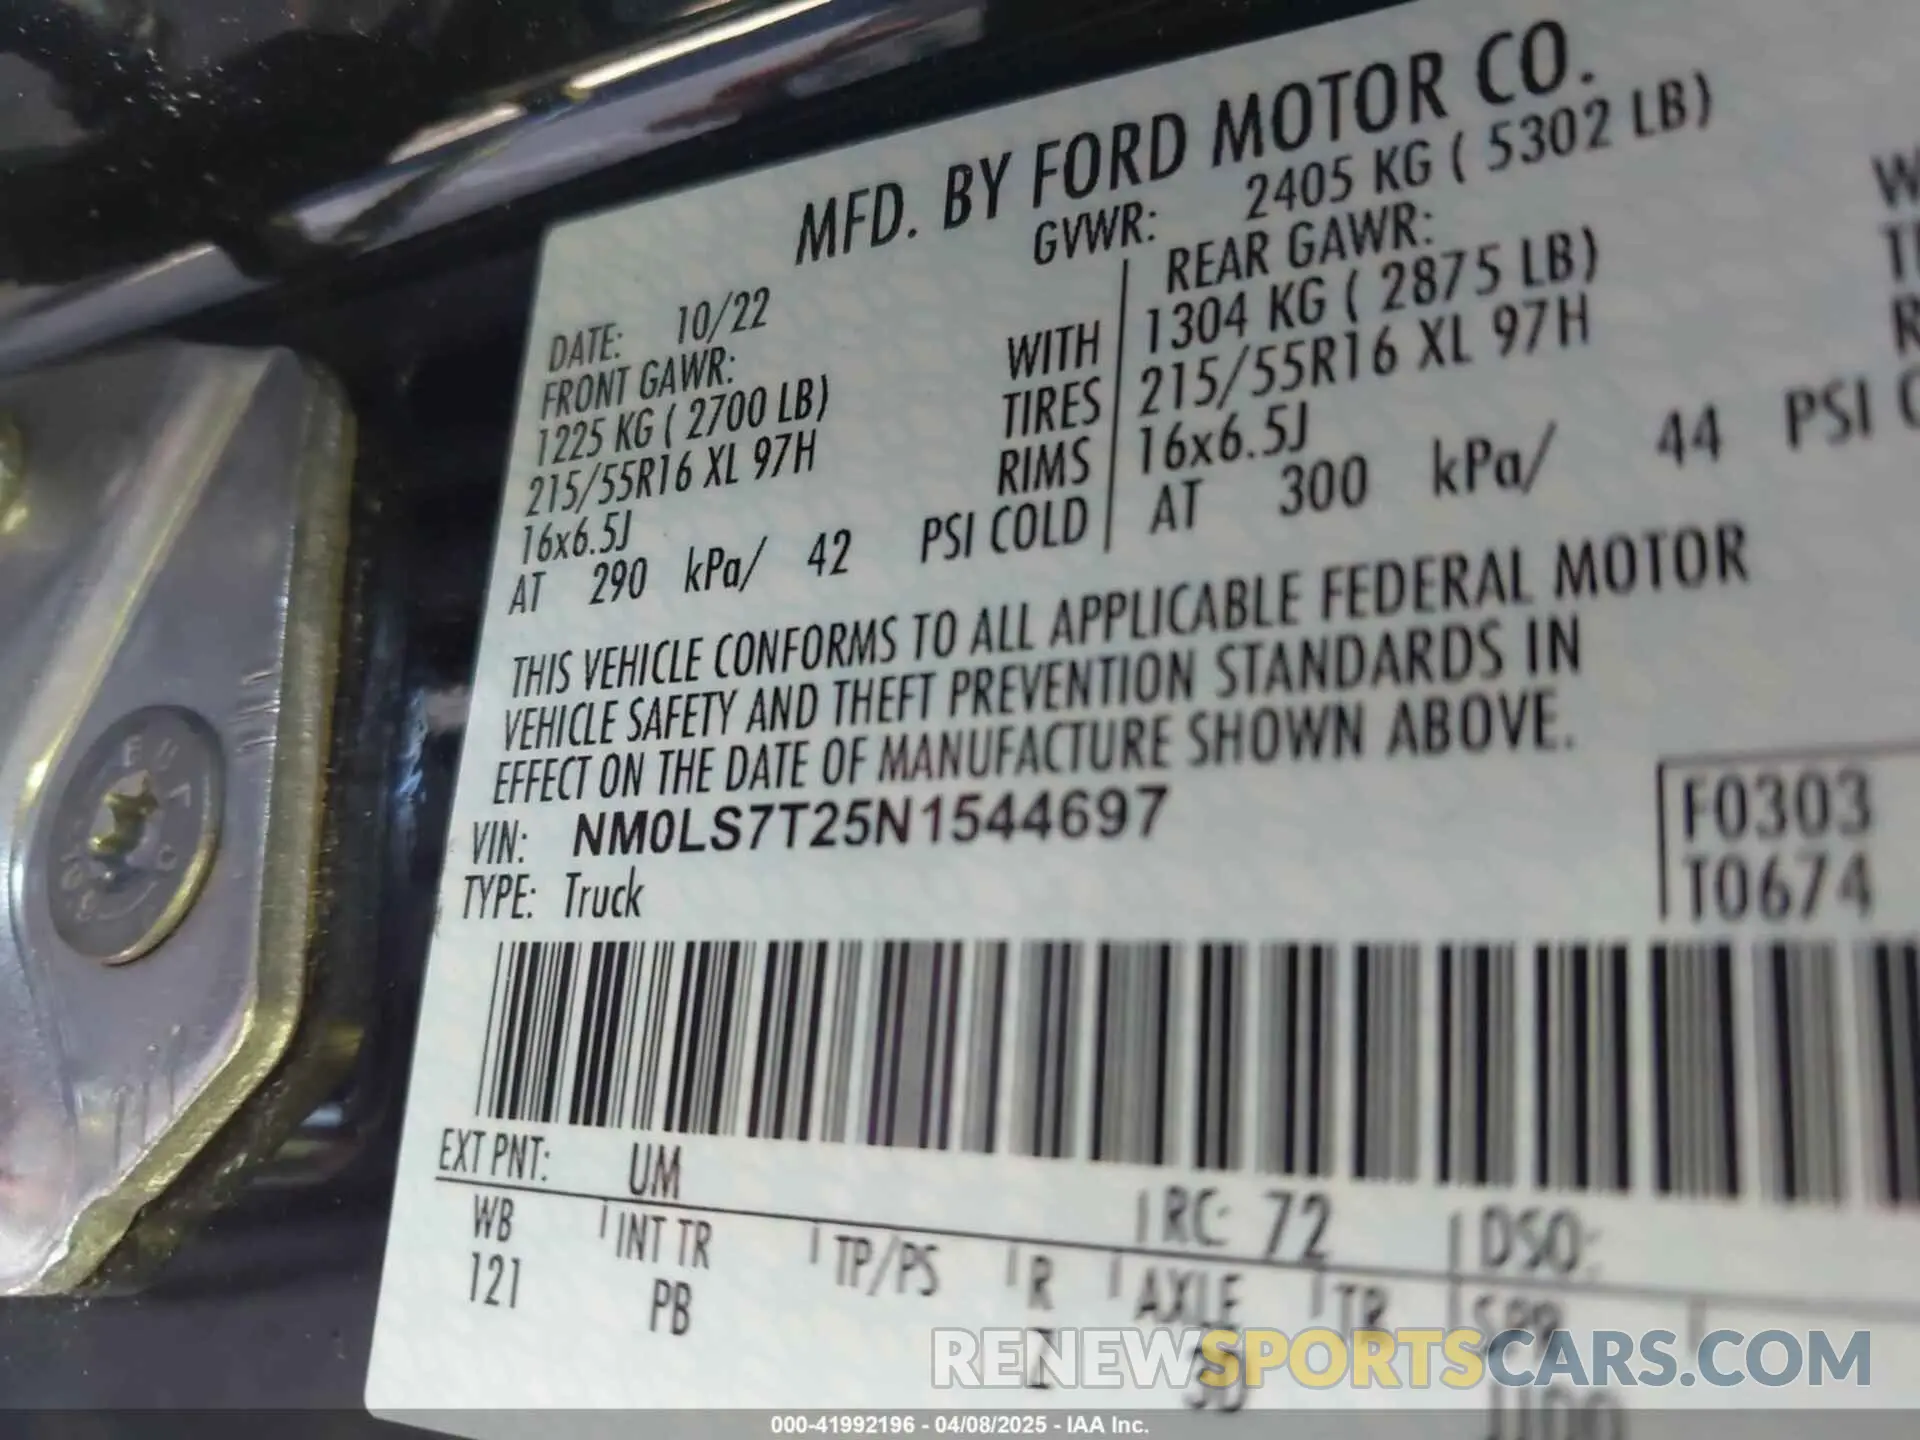 MFD. BY FORD MOTOR CO.
GVWR: 2405 KG ( 5302 LB)
DATE: 10/22
FRONT GAWR:
1225 KG ( 2700 LB)
215/55R16 XL 97H
16x6.5J
AT 290 kPa/ 42 PSI COLD
WITH
TIRES
RIMS
REAR GAWR:
1304 KG ( 2875 LB)
215/55R16 XL 97H
16x6.5J
AT 300 kPa/ 44 PSI
THIS VEHICLE CONFORMS TO ALL APPLICABLE FEDERAL MOTOR
VEHICLE SAFETY AND THEFT PREVENTION STANDARDS IN
EFFECT ON THE DATE OF MANUFACTURE SHOWN ABOVE.
VIN: NM0LS7T25N1544697
TYPE: Truck
F0303
T0674
EXT PNT: UM RC: 72 DSO:
WB INT TR TP/PS R AXLE TR SPR
121 PB
RENEWSPORTSCARS.COM
000-41992196 - 04/08/2025 - IAA Inc.